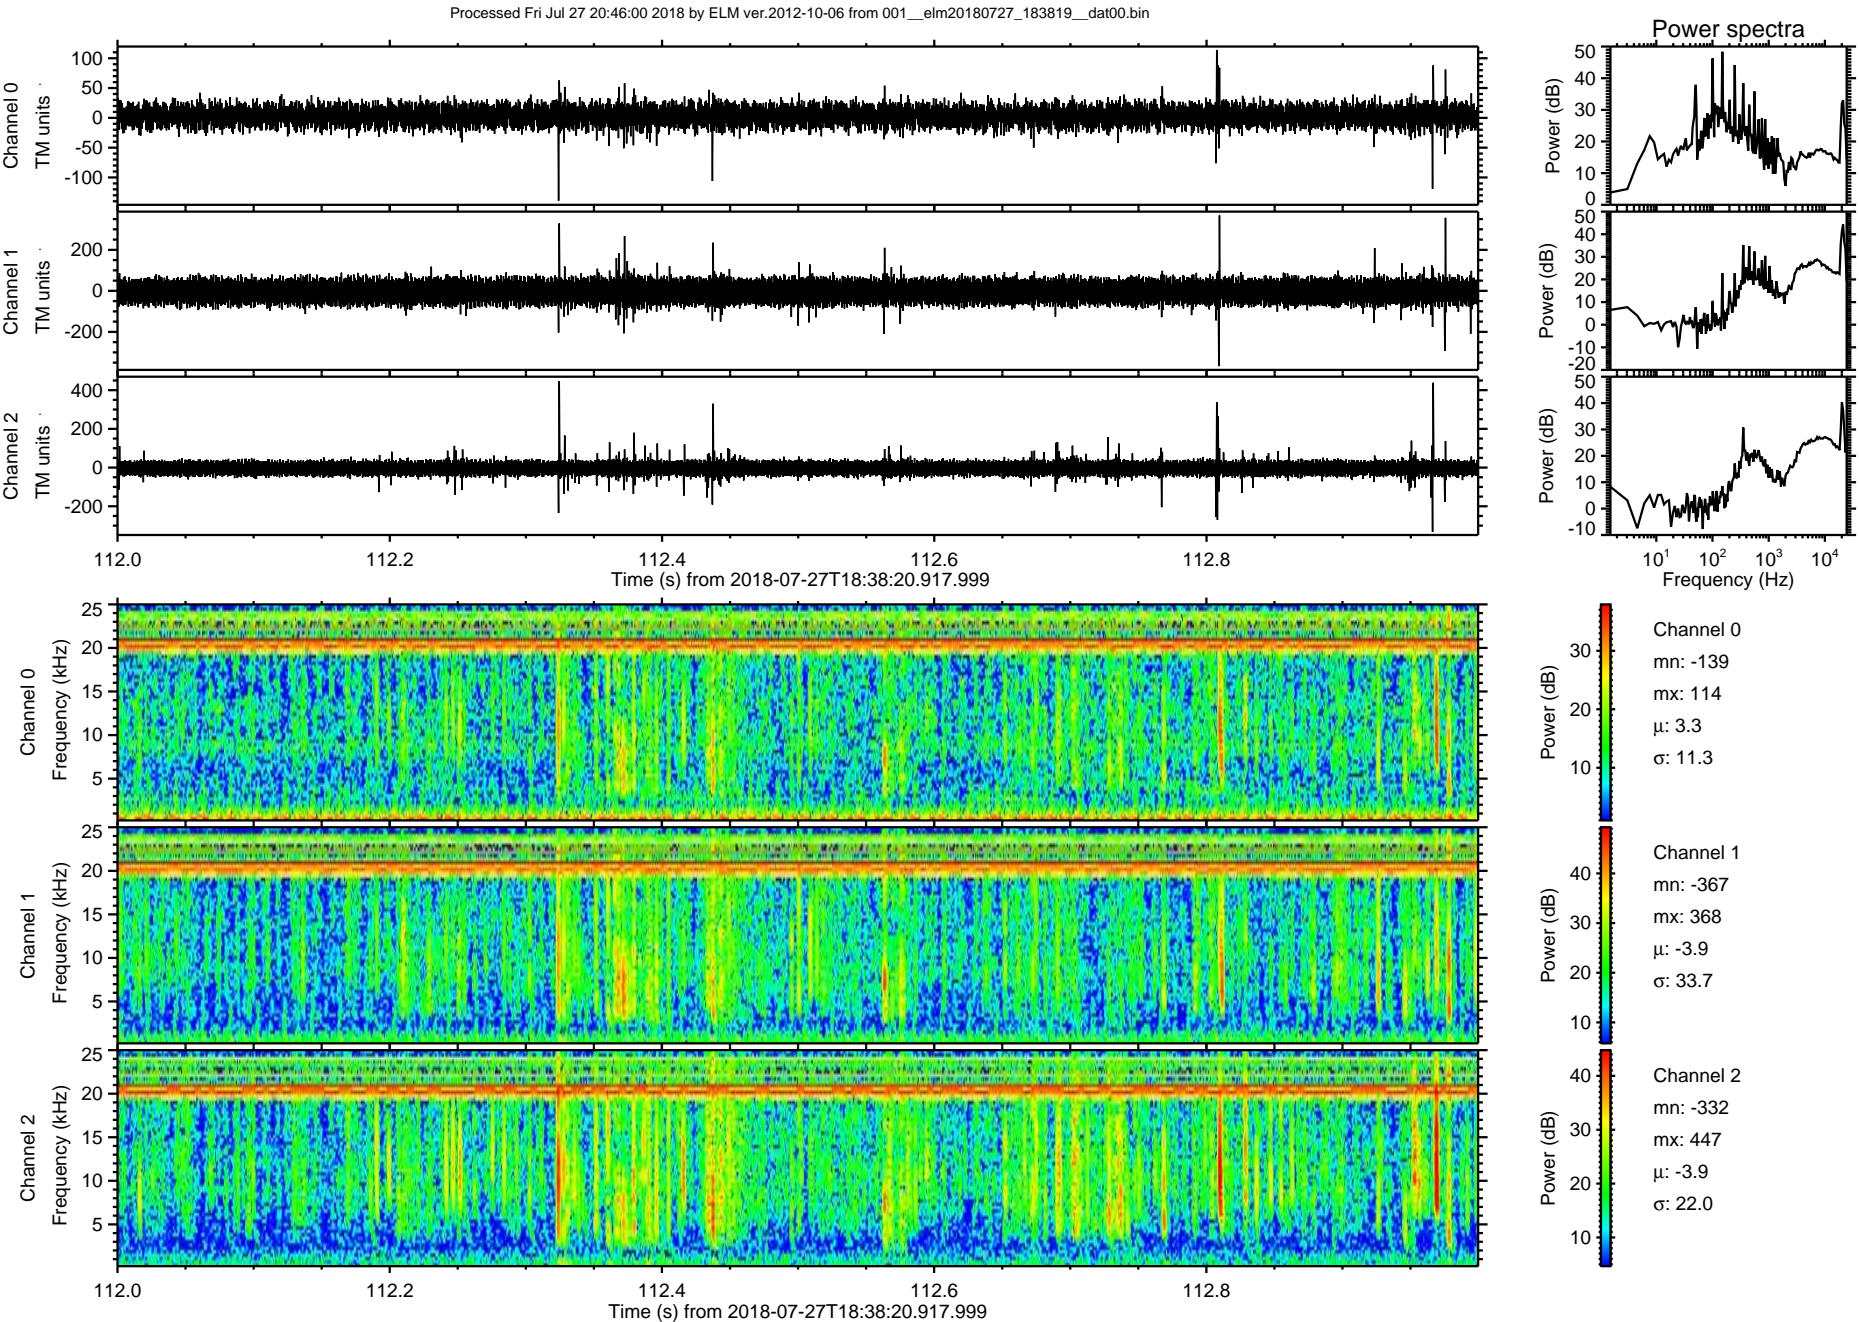 Processed Fri Jul 27 20:46:00 2018 by ELM ver.2012-10-06 from 001__elm20180727_183819__dat00.bin
Power spectra
Channel 0
TM units
100
50
0
-50
-100
Power (dB)
50
40
30
20
10
0
Channel 1
TM units
200
0
-200
Power (dB)
50
40
30
20
10
0
-10
-20
Channel 2
TM units
400
200
0
-200
Power (dB)
50
40
30
20
10
0
-10
112.0 112.2 112.4 112.6 112.8
Time (s) from 2018-07-27T18:38:20.917.999
10^1 10^2 10^3 10^4
Frequency (Hz)
Channel 0
Frequency (kHz)
25
20
15
10
5
Power (dB)
30
20
10
Channel 0
mn: -139
mx: 114
μ: 3.3
σ: 11.3
Channel 1
Frequency (kHz)
25
20
15
10
5
Power (dB)
40
30
20
10
Channel 1
mn: -367
mx: 368
μ: -3.9
σ: 33.7
Channel 2
Frequency (kHz)
25
20
15
10
5
Power (dB)
40
30
20
10
Channel 2
mn: -332
mx: 447
μ: -3.9
σ: 22.0
112.0 112.2 112.4 112.6 112.8
Time (s) from 2018-07-27T18:38:20.917.999